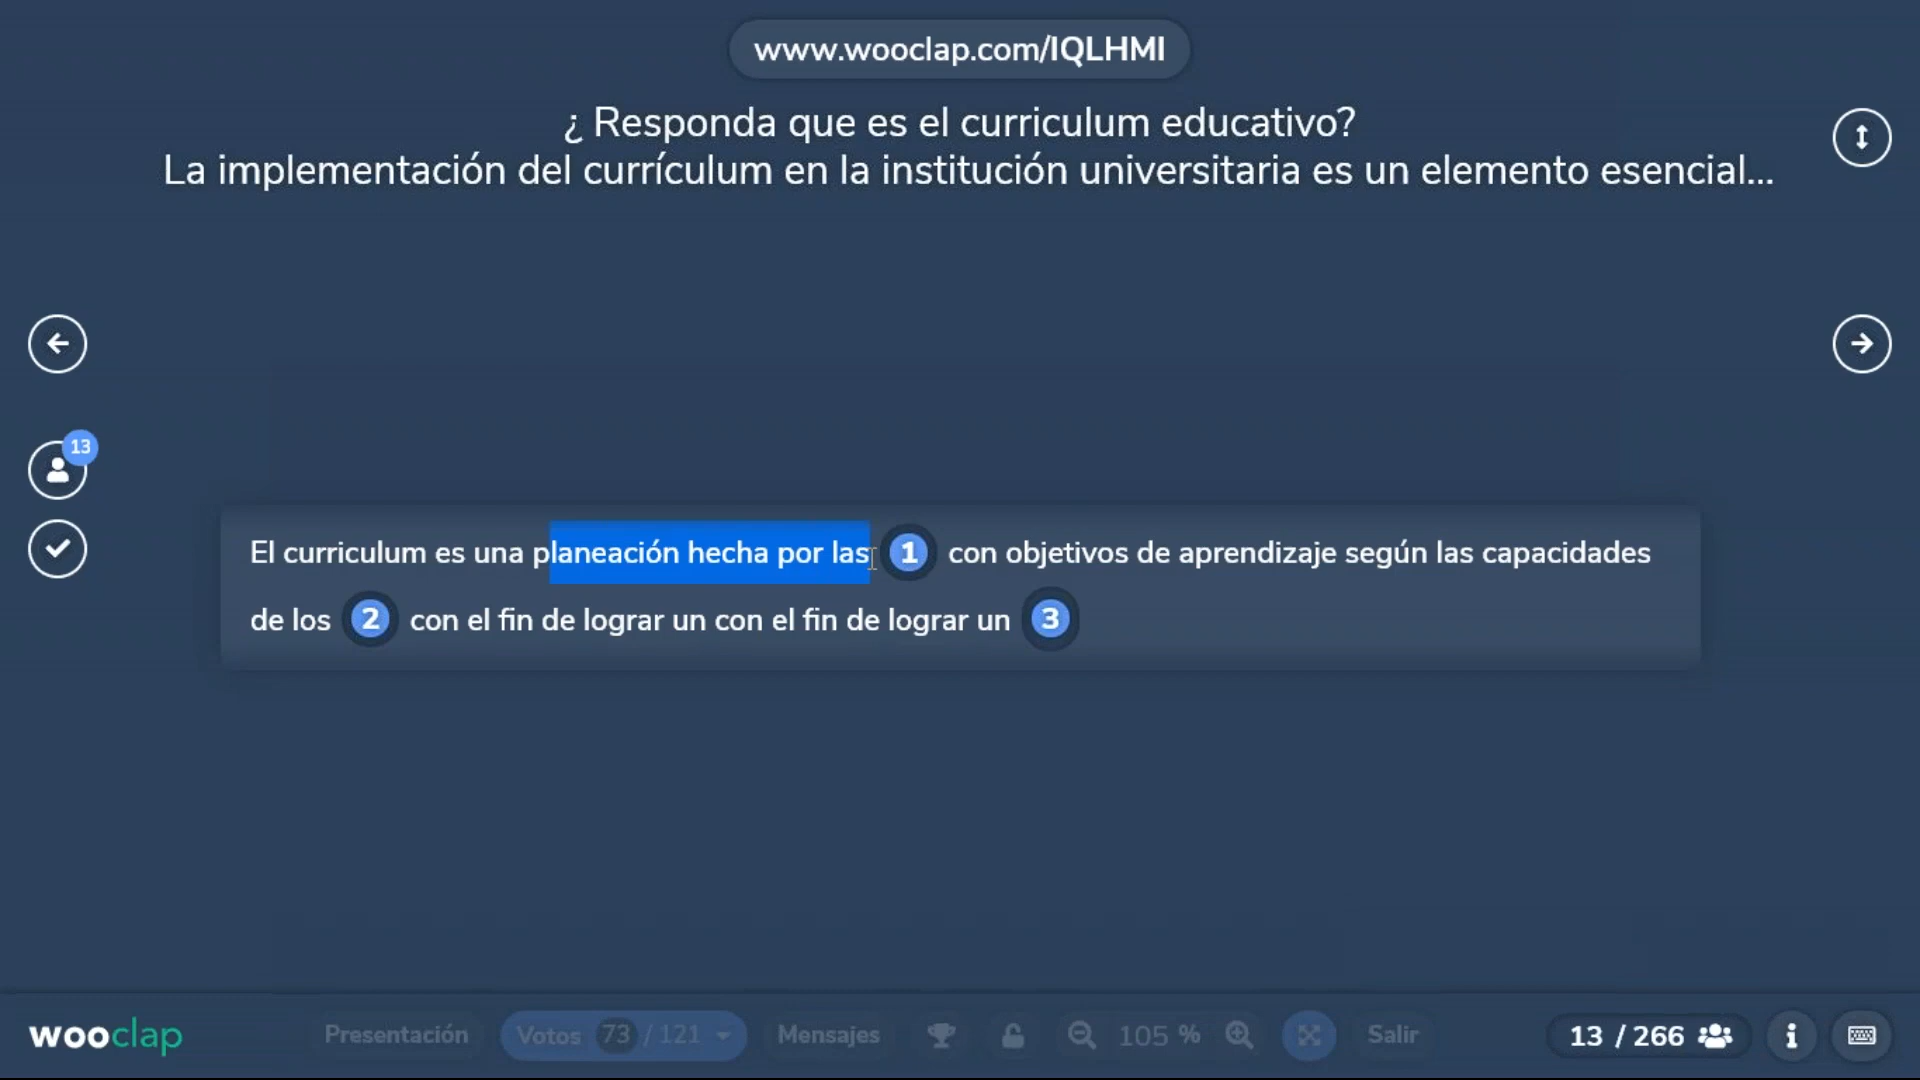 www.wooclap.com/IQLHMI
¿ Responda que es el curriculum educativo?
La implementación del currículum en la institución universitaria es un elemento esencial...
13
El curriculum es una planeación hecha por las 1 con objetivos de aprendizaje según las capacidades
de los 2 con el fin de lograr un con el fin de lograr un 3
wooclap Presentación Votos 73 / 121 Mensajes 105 % Salir 13 / 266